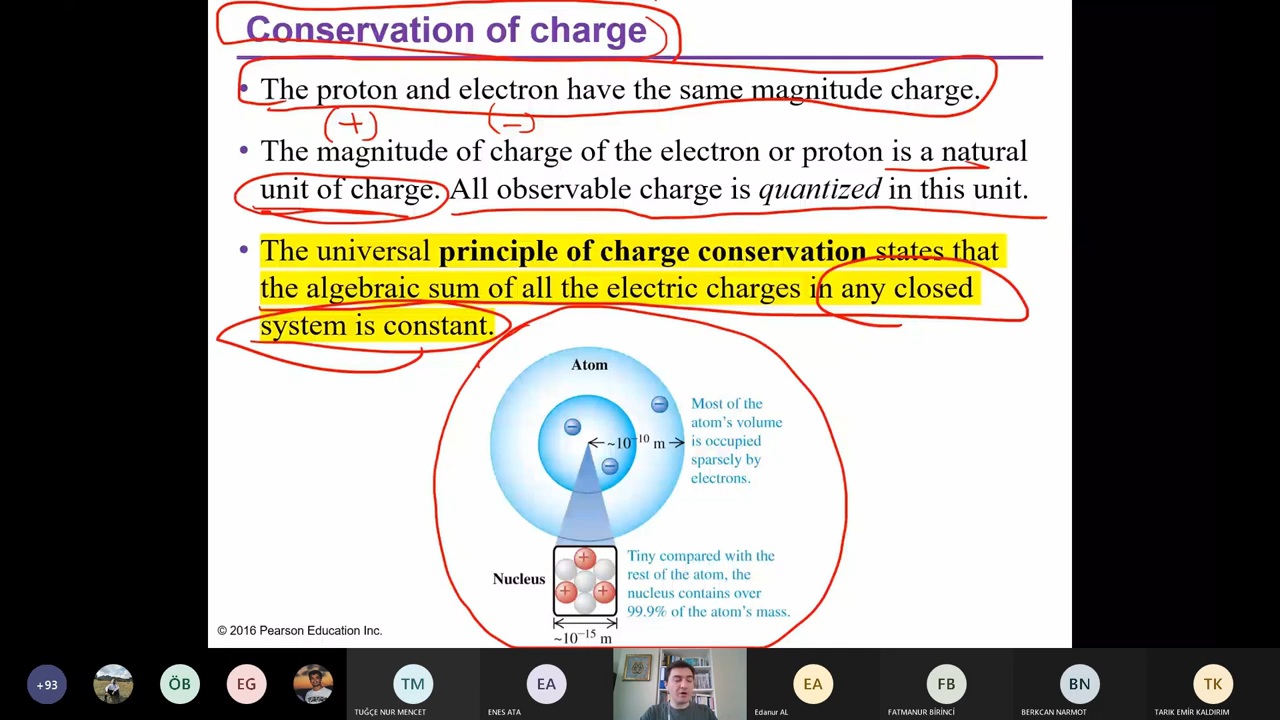 Conservation of charge
• The proton and electron have the same magnitude charge.
(+) (−)
• The magnitude of charge of the electron or proton is a natural
unit of charge. All observable charge is quantized in this unit.
• The universal principle of charge conservation states that
the algebraic sum of all the electric charges in any closed
system is constant.
Atom
Most of the
atom's volume
is occupied
sparsely by
electrons.
~10⁻¹⁰ m
Nucleus
Tiny compared with the
rest of the atom, the
nucleus contains over
99.9% of the atom's mass.
~10⁻¹⁵ m
© 2016 Pearson Education Inc.
+93
ÖB
EG
TM
TUĞÇE NUR MENCET
EA
ENES ATA
EA
Edanur AL
FB
FATMANUR BİRİNCİ
BN
BERKCAN NARMOT
TK
TARIK EMİR KALDIRIM